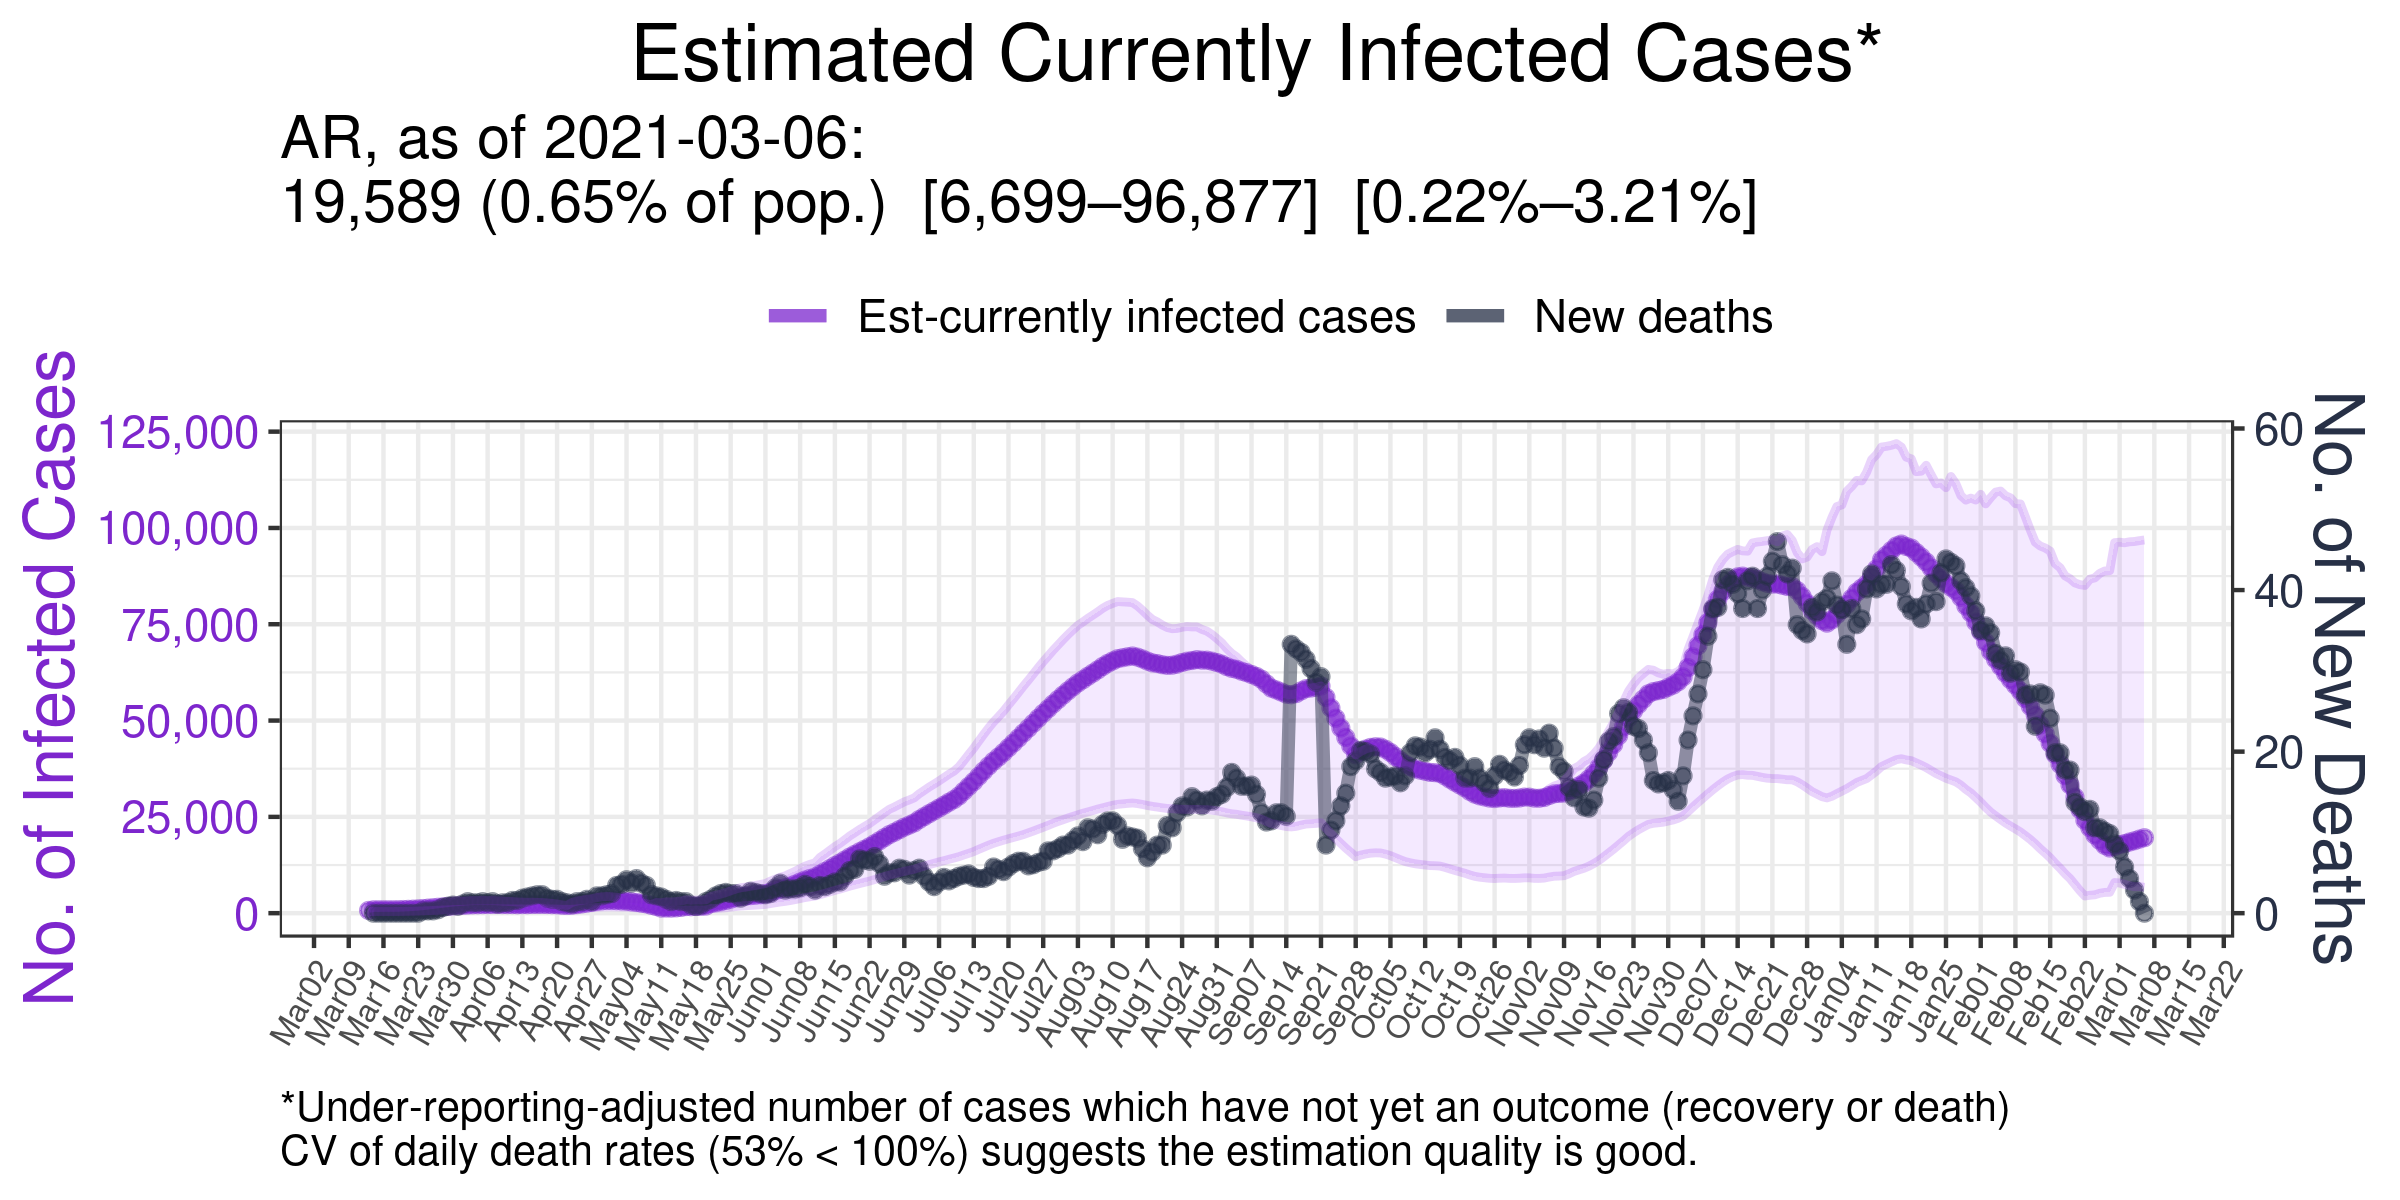 Estimated Currently Infected Cases*
AR, as of 2021-03-06:
19,589 (0.65% of pop.) [6,699–96,877] [0.22%–3.21%]
Est-currently infected cases
New deaths
No. of Infected Cases
125,000
100,000
75,000
50,000
25,000
0
60
40
20
0
No. of New Deaths
Mar02
Mar09
Mar16
Mar23
Mar30
Apr06
Apr13
Apr20
Apr27
May04
May11
May18
May25
Jun01
Jun08
Jun15
Jun22
Jun29
Jul06
Jul13
Jul20
Jul27
Aug03
Aug10
Aug17
Aug24
Aug31
Sep07
Sep14
Sep21
Sep28
Oct05
Oct12
Oct19
Oct26
Nov02
Nov09
Nov16
Nov23
Nov30
Dec07
Dec14
Dec21
Dec28
Jan04
Jan11
Jan18
Jan25
Feb01
Feb08
Feb15
Feb22
Mar01
Mar08
Mar15
Mar22
*Under-reporting-adjusted number of cases which have not yet an outcome (recovery or death)
CV of daily death rates (53% < 100%) suggests the estimation quality is good.